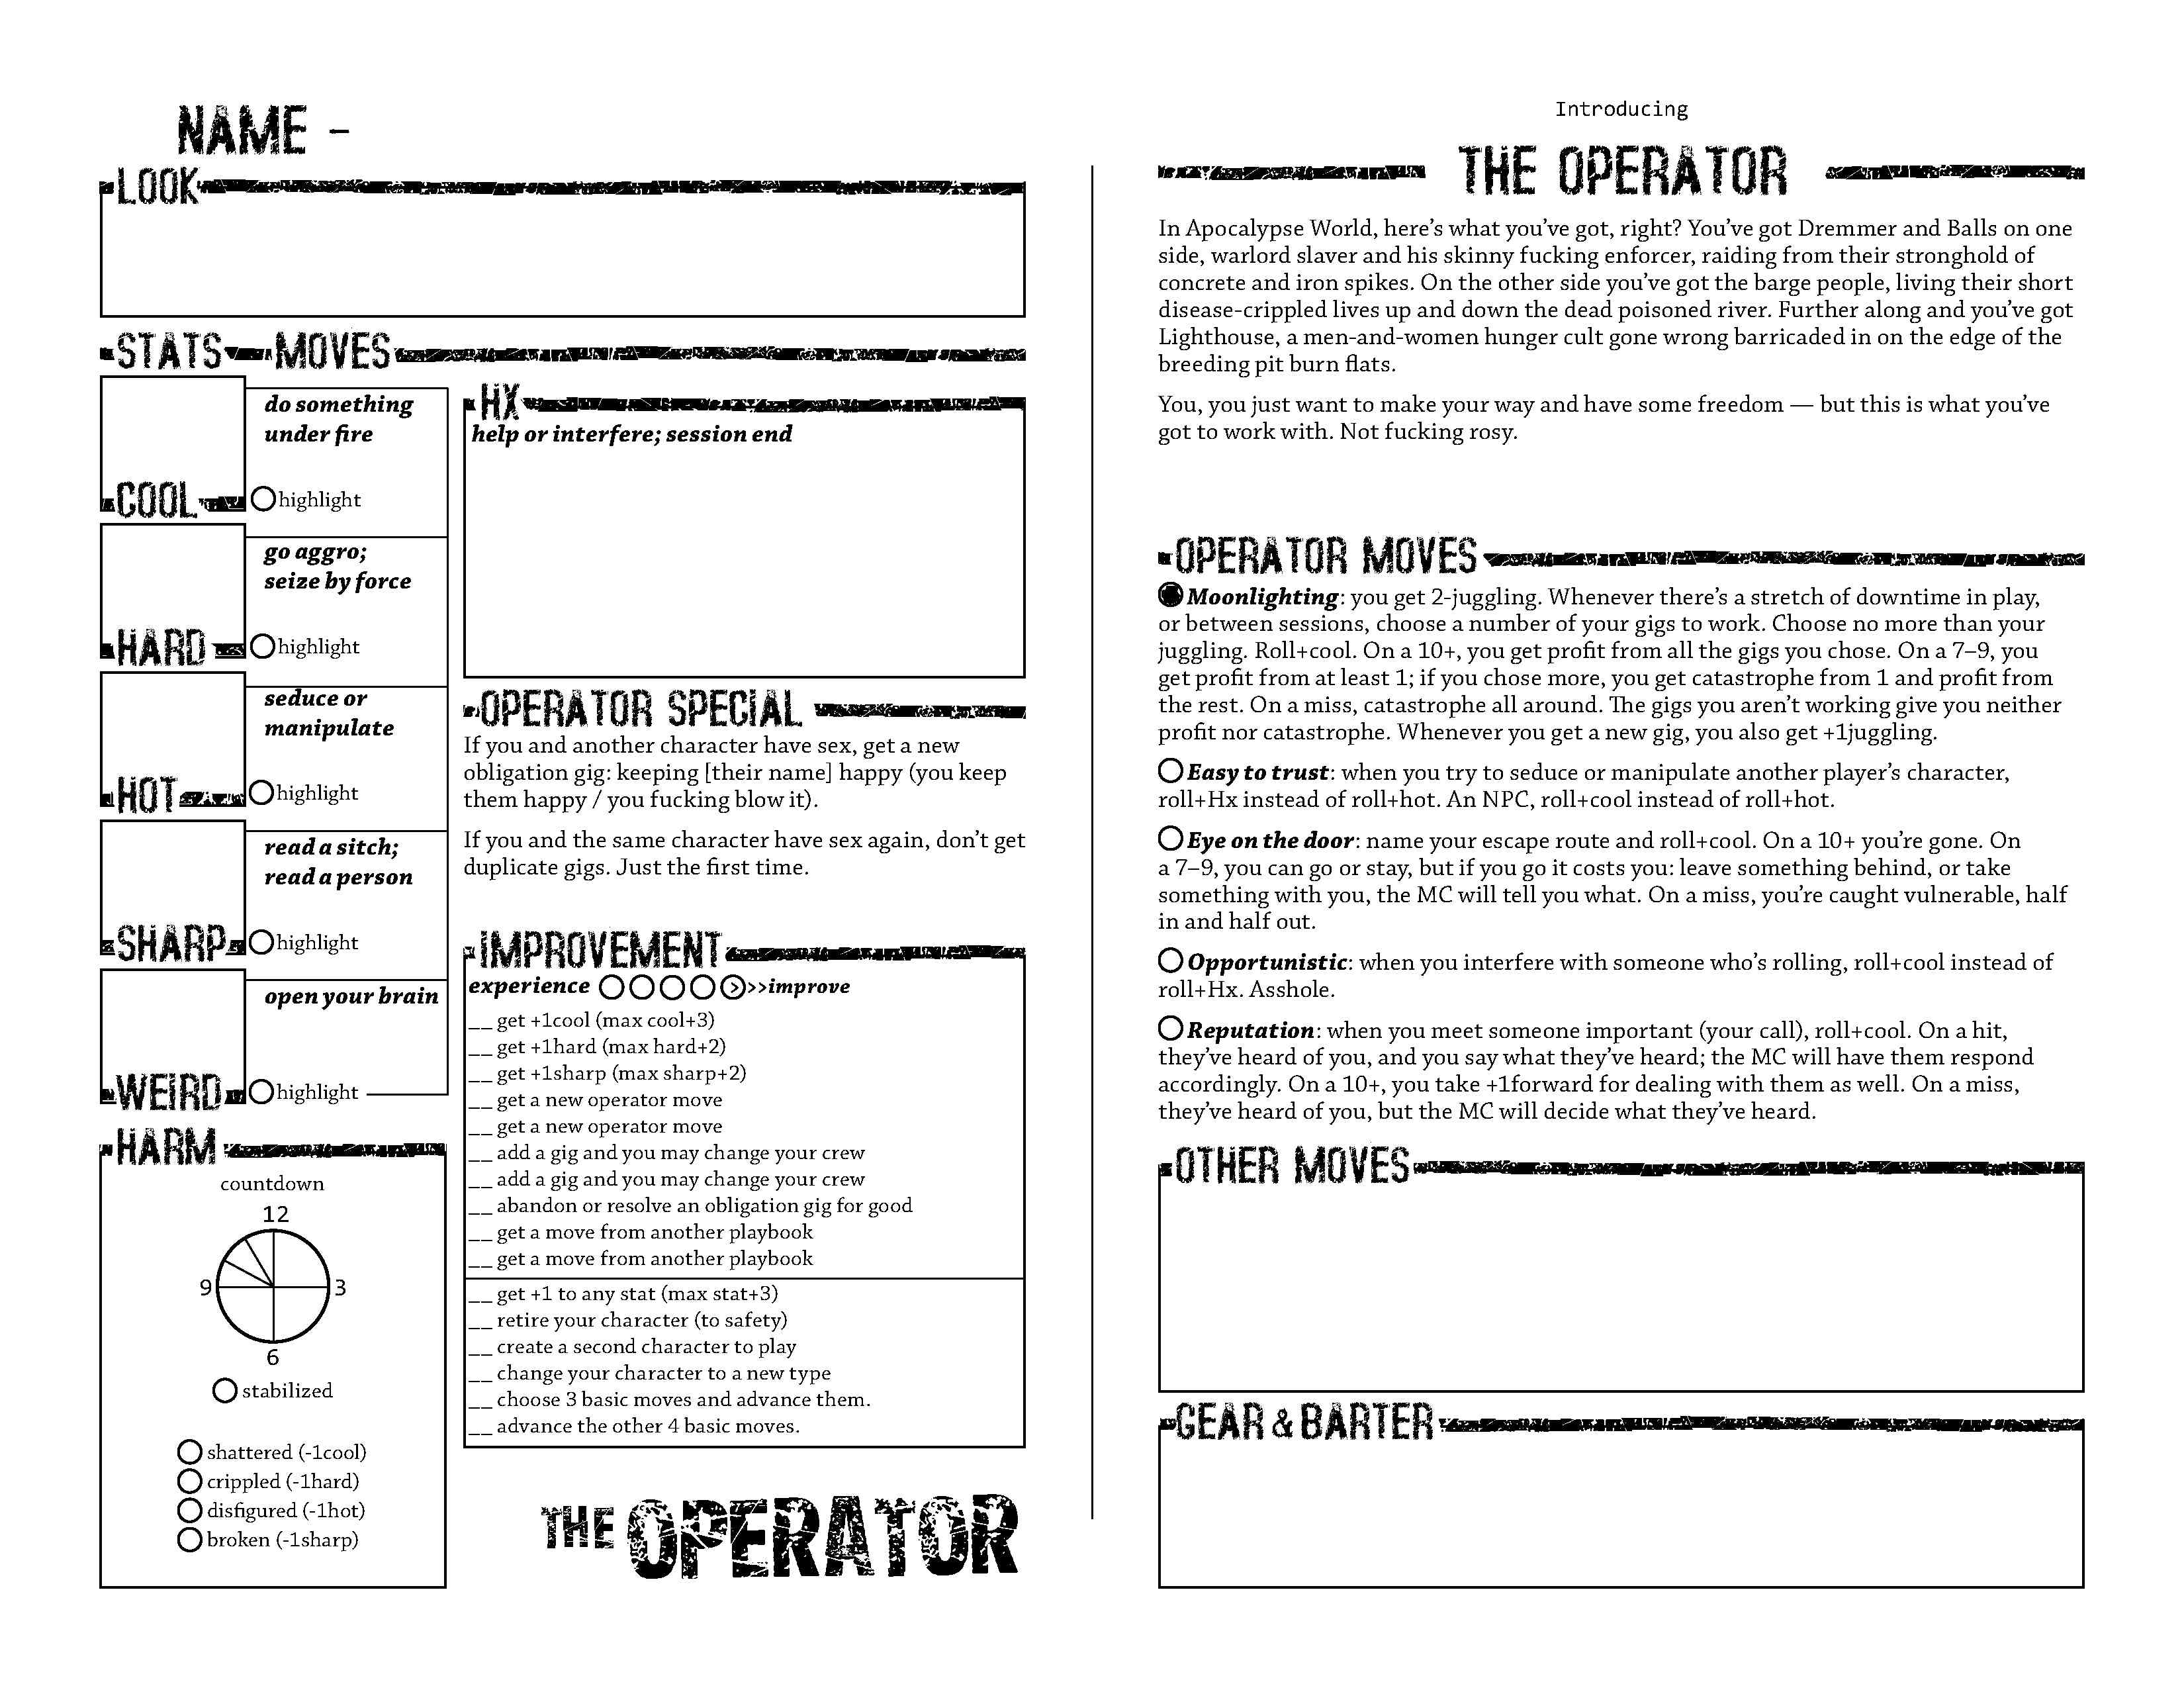 NAME -
LOOK
STATS MOVES
COOL
do something
under fire
highlight
HARD
go aggro;
seize by force
highlight
HOT
seduce or
manipulate
highlight
SHARP
read a sitch;
read a person
highlight
WEIRD
open your brain
highlight
HARM
countdown
12
9
3
6
stabilized
shattered (-1cool)
crippled (-1hard)
disfigured (-1hot)
broken (-1sharp)
HX
help or interfere; session end
OPERATOR SPECIAL
If you and another character have sex, get a new
obligation gig: keeping [their name] happy (you keep
them happy / you fucking blow it).
If you and the same character have sex again, don’t get
duplicate gigs. Just the first time.
IMPROVEMENT
experience >>>improve
__ get +1cool (max cool+3)
__ get +1hard (max hard+2)
__ get +1sharp (max sharp+2)
__ get a new operator move
__ get a new operator move
__ add a gig and you may change your crew
__ add a gig and you may change your crew
__ abandon or resolve an obligation gig for good
__ get a move from another playbook
__ get a move from another playbook
__ get +1 to any stat (max stat+3)
__ retire your character (to safety)
__ create a second character to play
__ change your character to a new type
__ choose 3 basic moves and advance them.
__ advance the other 4 basic moves.
THE OPERATOR
Introducing
THE OPERATOR
In Apocalypse World, here’s what you’ve got, right? You’ve got Dremmer and Balls on one
side, warlord slaver and his skinny fucking enforcer, raiding from their stronghold of
concrete and iron spikes. On the other side you’ve got the barge people, living their short
disease-crippled lives up and down the dead poisoned river. Further along and you’ve got
Lighthouse, a men-and-women hunger cult gone wrong barricaded in on the edge of the
breeding pit burn flats.
You, you just want to make your way and have some freedom — but this is what you’ve
got to work with. Not fucking rosy.
OPERATOR MOVES
Moonlighting: you get 2-juggling. Whenever there’s a stretch of downtime in play,
or between sessions, choose a number of your gigs to work. Choose no more than your
juggling. Roll+cool. On a 10+, you get profit from all the gigs you chose. On a 7–9, you
get profit from at least 1; if you chose more, you get catastrophe from 1 and profit from
the rest. On a miss, catastrophe all around. The gigs you aren’t working give you neither
profit nor catastrophe. Whenever you get a new gig, you also get +1juggling.
Easy to trust: when you try to seduce or manipulate another player’s character,
roll+Hx instead of roll+hot. An NPC, roll+cool instead of roll+hot.
Eye on the door: name your escape route and roll+cool. On a 10+ you’re gone. On
a 7–9, you can go or stay, but if you go it costs you: leave something behind, or take
something with you, the MC will tell you what. On a miss, you’re caught vulnerable, half
in and half out.
Opportunistic: when you interfere with someone who’s rolling, roll+cool instead of
roll+Hx. Asshole.
Reputation: when you meet someone important (your call), roll+cool. On a hit,
they’ve heard of you, and you say what they’ve heard; the MC will have them respond
accordingly. On a 10+, you take +1forward for dealing with them as well. On a miss,
they’ve heard of you, but the MC will decide what they’ve heard.
OTHER MOVES
GEAR & BARTER